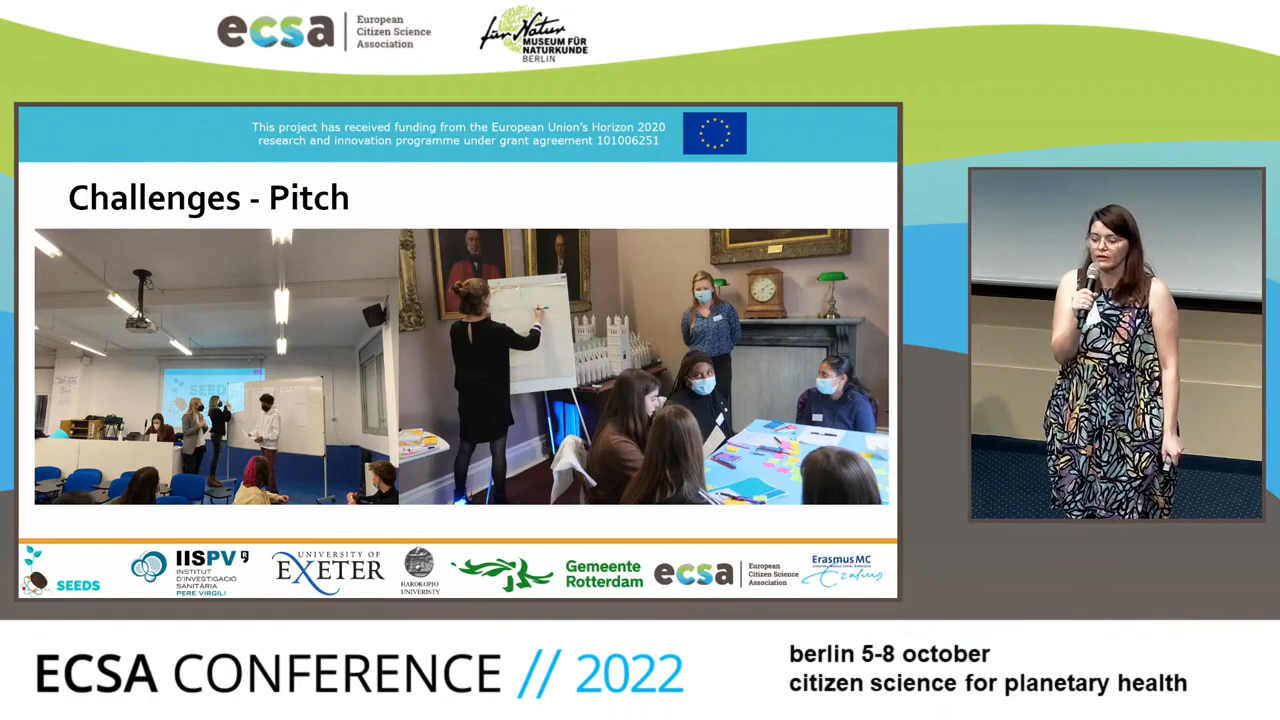 ecsa
European
Citizen Science
Association
für Natur
MUSEUM FÜR
NATURKUNDE
BERLIN
This project has received funding from the European Union's Horizon 2020
research and innovation programme under grant agreement 101006251
Challenges - Pitch
SEEDS
SEEDS
IISPV
INSTITUT
D'INVESTIGACIÓ
SANITÀRIA
PERE VIRGILI
UNIVERSITY OF
EXETER
HAROKOPIO
UNIVERISTY
Gemeente
Rotterdam
ecsa
European
Citizen Science
Association
Erasmus MC
Erasmus
ECSA CONFERENCE // 2022
berlin 5-8 october
citizen science for planetary health